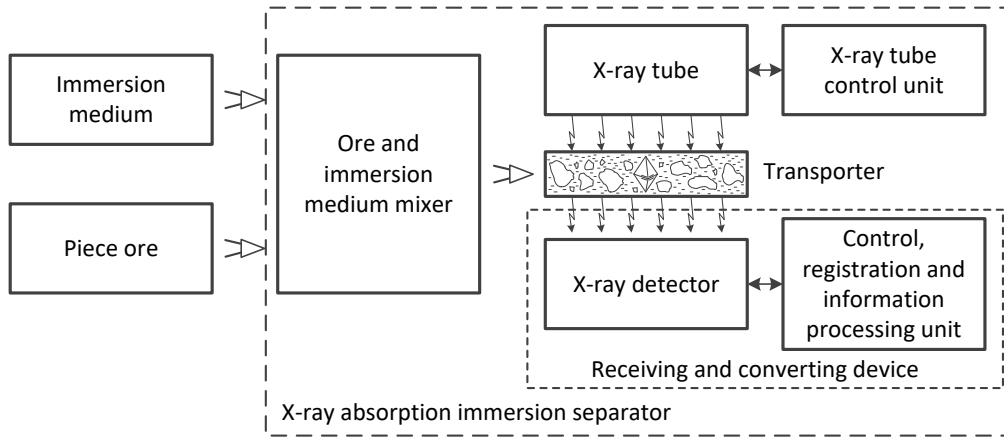 Immersion
medium
Piece ore
Ore and
immersion
medium mixer
X-ray tube
X-ray tube
control unit
Transporter
X-ray detector
Control,
registration and
information
processing unit
Receiving and converting device
X-ray absorption immersion separator